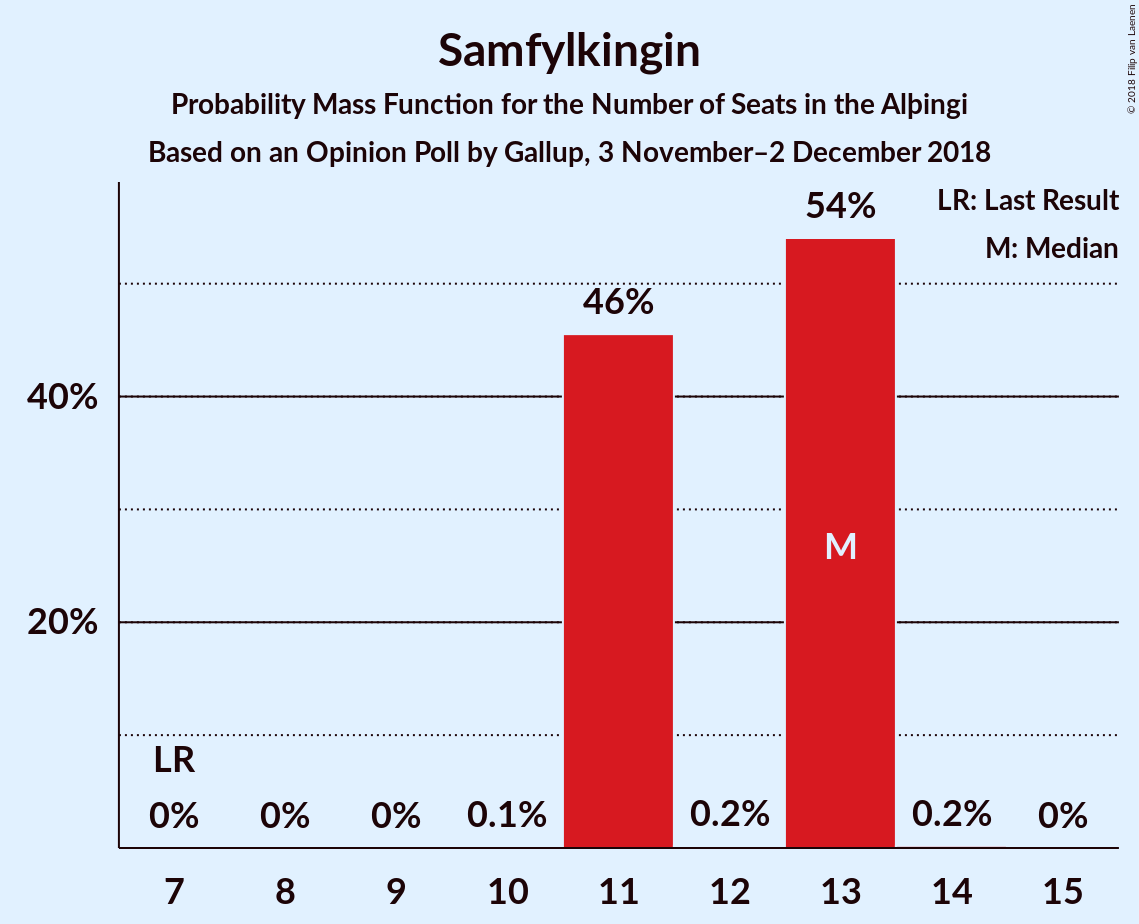 Samfylkingin
Probability Mass Function for the Number of Seats in the Alþingi
Based on an Opinion Poll by Gallup, 3 November–2 December 2018
© 2018 Filip van Laenen
LR: Last Result
M: Median
54%
46%
40%
M
20%
LR
0% 0% 0% 0.1% 0.2% 0.2% 0%
7 8 9 10 11 12 13 14 15